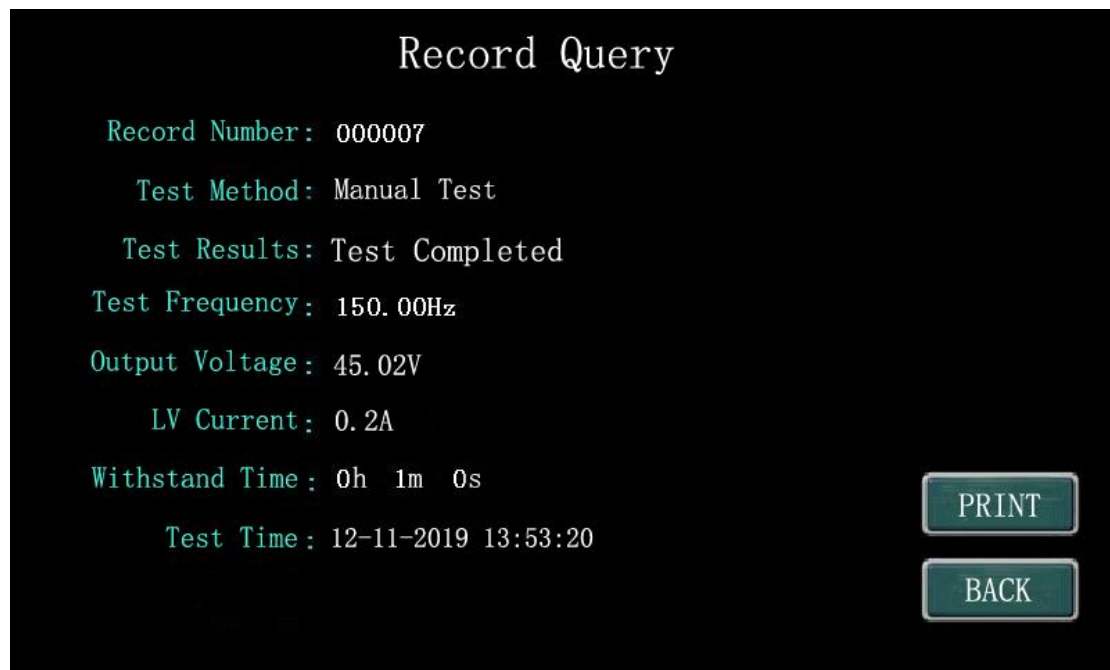 Record Query
Record Number: 000007
Test Method: Manual Test
Test Results: Test Completed
Test Frequency: 150.00Hz
Output Voltage: 45.02V
LV Current: 0.2A
Withstand Time: 0h 1m 0s
Test Time: 12-11-2019 13:53:20
PRINT
BACK